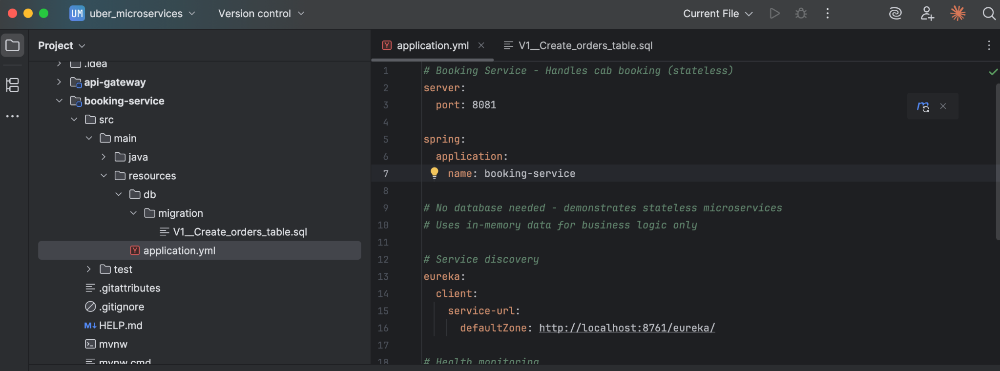 UM uber_microservices Version control Current File
Project
.idea
api-gateway
booking-service
src
main
java
resources
db
migration
V1__Create_orders_table.sql
application.yml
test
.gitattributes
.gitignore
M↓ HELP.md
mvnw
mvnw.cmd
application.yml V1__Create_orders_table.sql
1 # Booking Service - Handles cab booking (stateless)
2 server:
3   port: 8081
4
5 spring:
6   application:
7     name: booking-service
8
9 # No database needed - demonstrates stateless microservices
10 # Uses in-memory data for business logic only
11
12 # Service discovery
13 eureka:
14   client:
15     service-url:
16       defaultZone: http://localhost:8761/eureka/
17
18 # Health monitoring